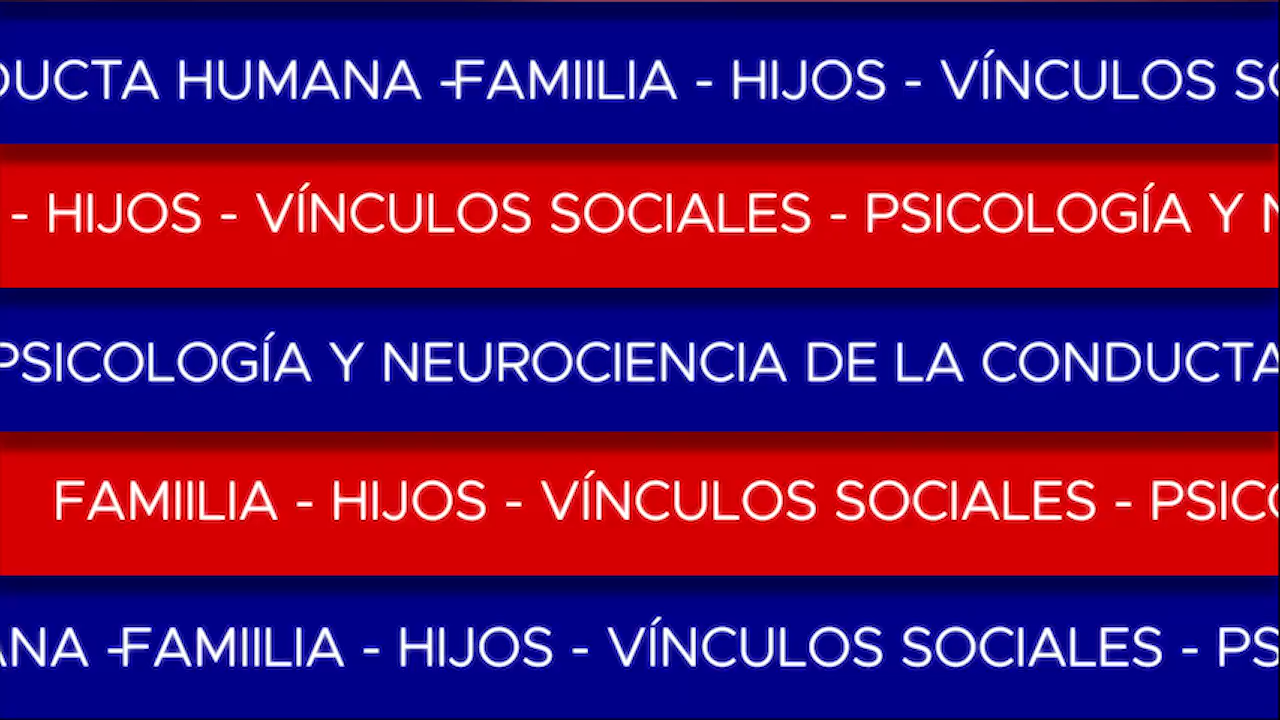 DUCTA HUMANA -FAMIILIA - HIJOS - VÍNCULOS SO
- HIJOS - VÍNCULOS SOCIALES - PSICOLOGÍA Y N
PSICOLOGÍA Y NEUROCIENCIA DE LA CONDUCTA
FAMIILIA - HIJOS - VÍNCULOS SOCIALES - PSICO
ANA -FAMIILIA - HIJOS - VÍNCULOS SOCIALES - PS